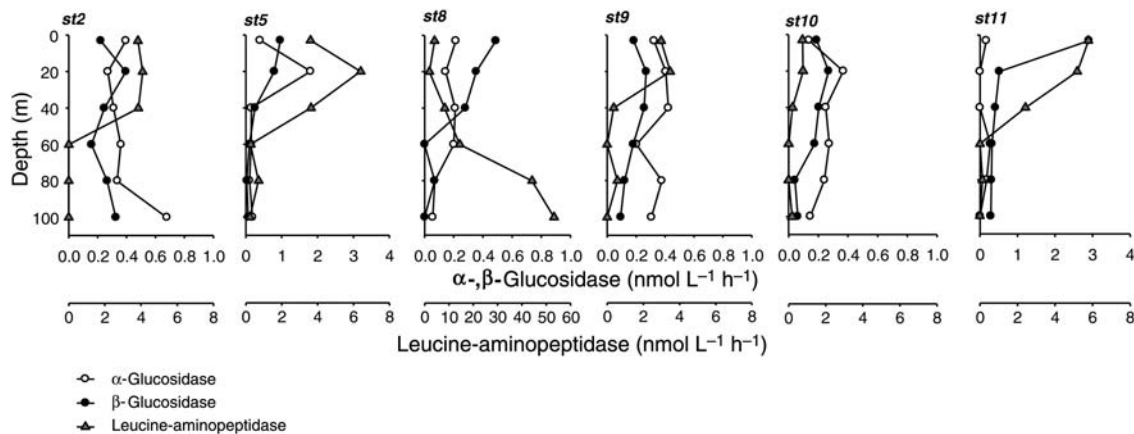 st2 st5 st8 st9 st10 st11
0
20
40
60
80
100
Depth (m)
0.0 0.2 0.4 0.6 0.8 1.0 0 1 2 3 4 0.0 0.2 0.4 0.6 0.8 1.0 0.0 0.2 0.4 0.6 0.8 1.0 0.0 0.2 0.4 0.6 0.8 1.0 0 1 2 3 4
α-,β-Glucosidase (nmol L⁻¹ h⁻¹)
0 2 4 6 8 0 2 4 6 8 0 10 20 30 40 50 60 0 2 4 6 8 0 2 4 6 8 0 2 4 6 8
Leucine-aminopeptidase (nmol L⁻¹ h⁻¹)
α-Glucosidase
β-Glucosidase
Leucine-aminopeptidase